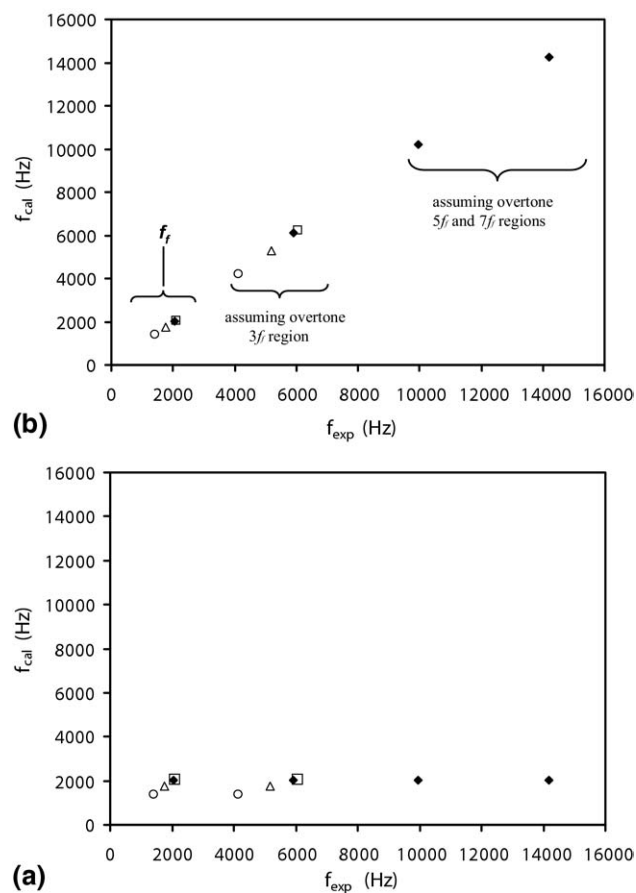 16000
14000
12000
10000
8000
6000
4000
2000
0
f_cal (Hz)
f_f
assuming overtone
3f_f region
assuming overtone
5f_f and 7f_f regions
0 2000 4000 6000 8000 10000 12000 14000 16000
f_exp (Hz)
(b)
16000
14000
12000
10000
8000
6000
4000
2000
0
f_cal (Hz)
0 2000 4000 6000 8000 10000 12000 14000 16000
f_exp (Hz)
(a)